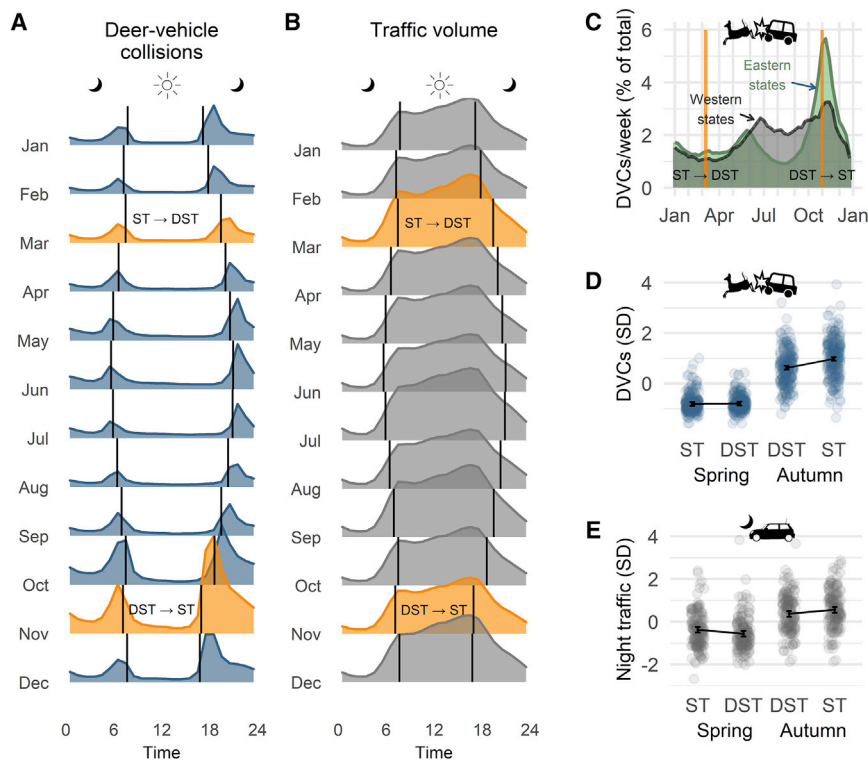 A
Deer-vehicle
collisions
Jan
Feb
ST → DST
Mar
Apr
May
Jun
Jul
Aug
Sep
Oct
DST → ST
Nov
Dec
0 6 12 18 24
Time
B
Traffic volume
Jan
Feb
ST → DST
Mar
Apr
May
Jun
Jul
Aug
Sep
Oct
DST → ST
Nov
Dec
0 6 12 18 24
Time
C
DVCs/week (% of total)
6
4
2
0
Eastern
states
Western
states
ST → DST DST → ST
Jan Apr Jul Oct Jan
D
DVCs (SD)
4
2
0
ST DST DST ST
Spring Autumn
E
Night traffic (SD)
4
2
0
-2
ST DST DST ST
Spring Autumn